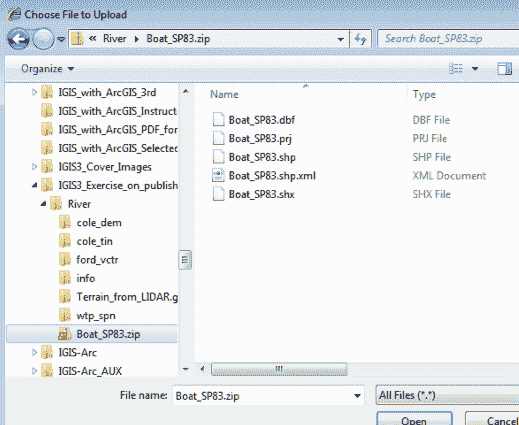 Choose File to Upload
« River ▸ Boat_SP83.zip
Search Boat_SP83.zip
Organize
Name Type
IGIS_with_ArcGIS_3rd
IGIS_with_ArcGIS_Instruct
IGIS_with_ArcGIS_PDF_for
IGIS_with_ArcGIS_Selected
IGIS3_Cover_Images
IGIS3_Exercise_on_publish
River
cole_dem
cole_tin
ford_vctr
info
Terrain_from_LIDAR.g
wtp_spn
Boat_SP83.zip
IGIS-Arc
IGIS-Arc_AUX
Boat_SP83.dbf DBF File
Boat_SP83.prj PRJ File
Boat_SP83.shp SHP File
Boat_SP83.shp.xml XML Document
Boat_SP83.shx SHX File
File name: Boat_SP83.zip All Files (*.*)
Open Cancel